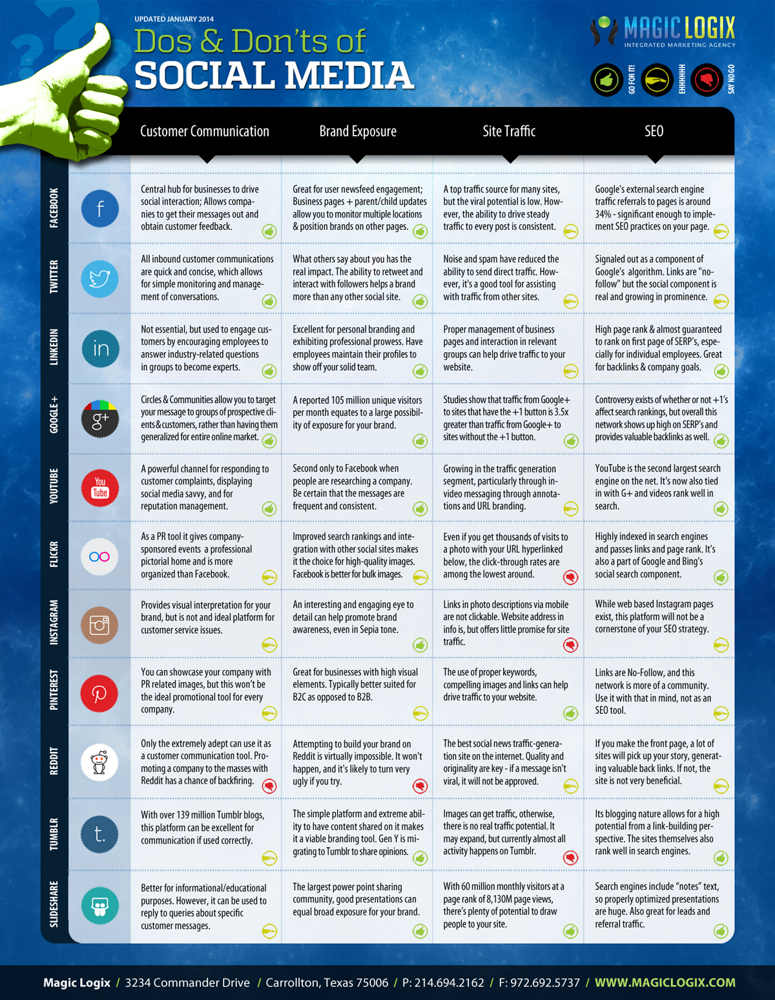 UPDATED JANUARY 2014
Dos & Don'ts of
SOCIAL MEDIA
MAGIC LOGIX
INTEGRATED MARKETING AGENCY
GO FOR IT!
EHHHHHH
SAY NO GO
Customer Communication
Brand Exposure
Site Traffic
SEO
FACEBOOK
f
Central hub for businesses to drive
social interaction; Allows compa-
nies to get their messages out and
obtain customer feedback.
Great for user newsfeed engagement;
Business pages + parent/child updates
allow you to monitor multiple locations
& position brands on other pages.
A top traffic source for many sites,
but the viral potential is low. How-
ever, the ability to drive steady
traffic to every post is consistent.
Google's external search engine
traffic referrals to pages is around
34% - significant enough to imple-
ment SEO practices on your page.
TWITTER
All inbound customer communications
are quick and concise, which allows
for simple monitoring and manage-
ment of conversations.
What others say about you has the
real impact. The ability to retweet and
interact with followers helps a brand
more than any other social site.
Noise and spam have reduced the
ability to send direct traffic. How-
ever, it's a good tool for assisting
with traffic from other sites.
Signaled out as a component of
Google's algorithm. Links are "no-
follow" but the social component is
real and growing in prominence.
LINKEDIN
in
Not essential, but used to engage cus-
tomers by encouraging employees to
answer industry-related questions
in groups to become experts.
Excellent for personal branding and
exhibiting professional prowess. Have
employees maintain their profiles to
show off your solid team.
Proper management of business
pages and interaction in relevant
groups can help drive traffic to your
website.
High page rank & almost guaranteed
to rank on first page of SERP's, espe-
cially for individual employees. Great
for backlinks & company goals.
GOOGLE +
g+
Circles & Communities allow you to target
your message to groups of prospective cli-
ents & customers, rather than having them
generalized for entire online market.
A reported 105 million unique visitors
per month equates to a large possibil-
ity of exposure for your brand.
Studies show that traffic from Google+
to sites that have the +1 button is 3.5x
greater than traffic from Google+ to
sites without the +1 button.
Controversy exists of whether or not +1's
affect search rankings, but overall this
network shows up high on SERP's and
provides valuable backlinks as well.
YOUTUBE
You
Tube
A powerful channel for responding to
customer complaints, displaying
social media savvy, and for
reputation management.
Second only to Facebook when
people are researching a company.
Be certain that the messages are
frequent and consistent.
Growing in the traffic generation
segment, particularly through in-
video messaging through annota-
tions and URL branding.
YouTube is the second largest search
engine on the net. It's now also tied
in with G+ and videos rank well in
search.
FLICKR
As a PR tool it gives company-
sponsored events a professional
pictorial home and is more
organized than Facebook.
Improved search rankings and inte-
gration with other social sites makes
it the choice for high-quality images.
Facebook is better for bulk images.
Even if you get thousands of visits to
a photo with your URL hyperlinked
below, the click-through rates are
among the lowest around.
Highly indexed in search engines
and passes links and page rank. It's
also a part of Google and Bing's
social search component.
INSTAGRAM
Provides visual interpretation for your
brand, but is not and ideal platform for
customer service issues.
An interesting and engaging eye to
detail can help promote brand
awareness, even in Sepia tone.
Links in photo descriptions via mobile
are not clickable. Website address in
info is, but offers little promise for site
traffic.
While web based Instagram pages
exist, this platform will not be a
cornerstone of your SEO strategy.
PINTEREST
You can showcase your company with
PR related images, but this won't be
the ideal promotional tool for every
company.
Great for businesses with high visual
elements. Typically better suited for
B2C as opposed to B2B.
The use of proper keywords,
compelling images and links can help
drive traffic to your website.
Links are No-Follow, and this
network is more of a community.
Use it with that in mind, not as an
SEO tool.
REDDIT
Only the extremely adept can use it as
a customer communication tool. Pro-
moting a company to the masses with
Reddit has a chance of backfiring.
Attempting to build your brand on
Reddit is virtually impossible. It won't
happen, and it's likely to turn very
ugly if you try.
The best social news traffic-genera-
tion site on the internet. Quality and
originality are key - if a message isn't
viral, it will not be approved.
If you make the front page, a lot of
sites will pick up your story, generat-
ing valuable back links. If not, the
site is not very beneficial.
TUMBLR
t.
With over 139 million Tumblr blogs,
this platform can be excellent for
communication if used correctly.
The simple platform and extreme abil-
ity to have content shared on it makes
it a viable branding tool. Gen Y is mi-
grating to Tumblr to share opinions.
Images can get traffic, otherwise,
there is no real traffic potential. It
may expand, but currently almost all
activity happens on Tumblr.
Its blogging nature allows for a high
potential from a link-building per-
spective. The sites themselves also
rank well in search engines.
SLIDESHARE
Better for informational/educational
purposes. However, it can be used to
reply to queries about specific
customer messages.
The largest power point sharing
community, good presentations can
equal broad exposure for your brand.
With 60 million monthly visitors at a
page rank of 8,130M page views,
there's plenty of potential to draw
people to your site.
Search engines include "notes" text,
so properly optimized presentations
are huge. Also great for leads and
referral traffic.
Magic Logix / 3234 Commander Drive / Carrollton, Texas 75006 / P: 214.694.2162 / F: 972.692.5737 / WWW.MAGICLOGIX.COM